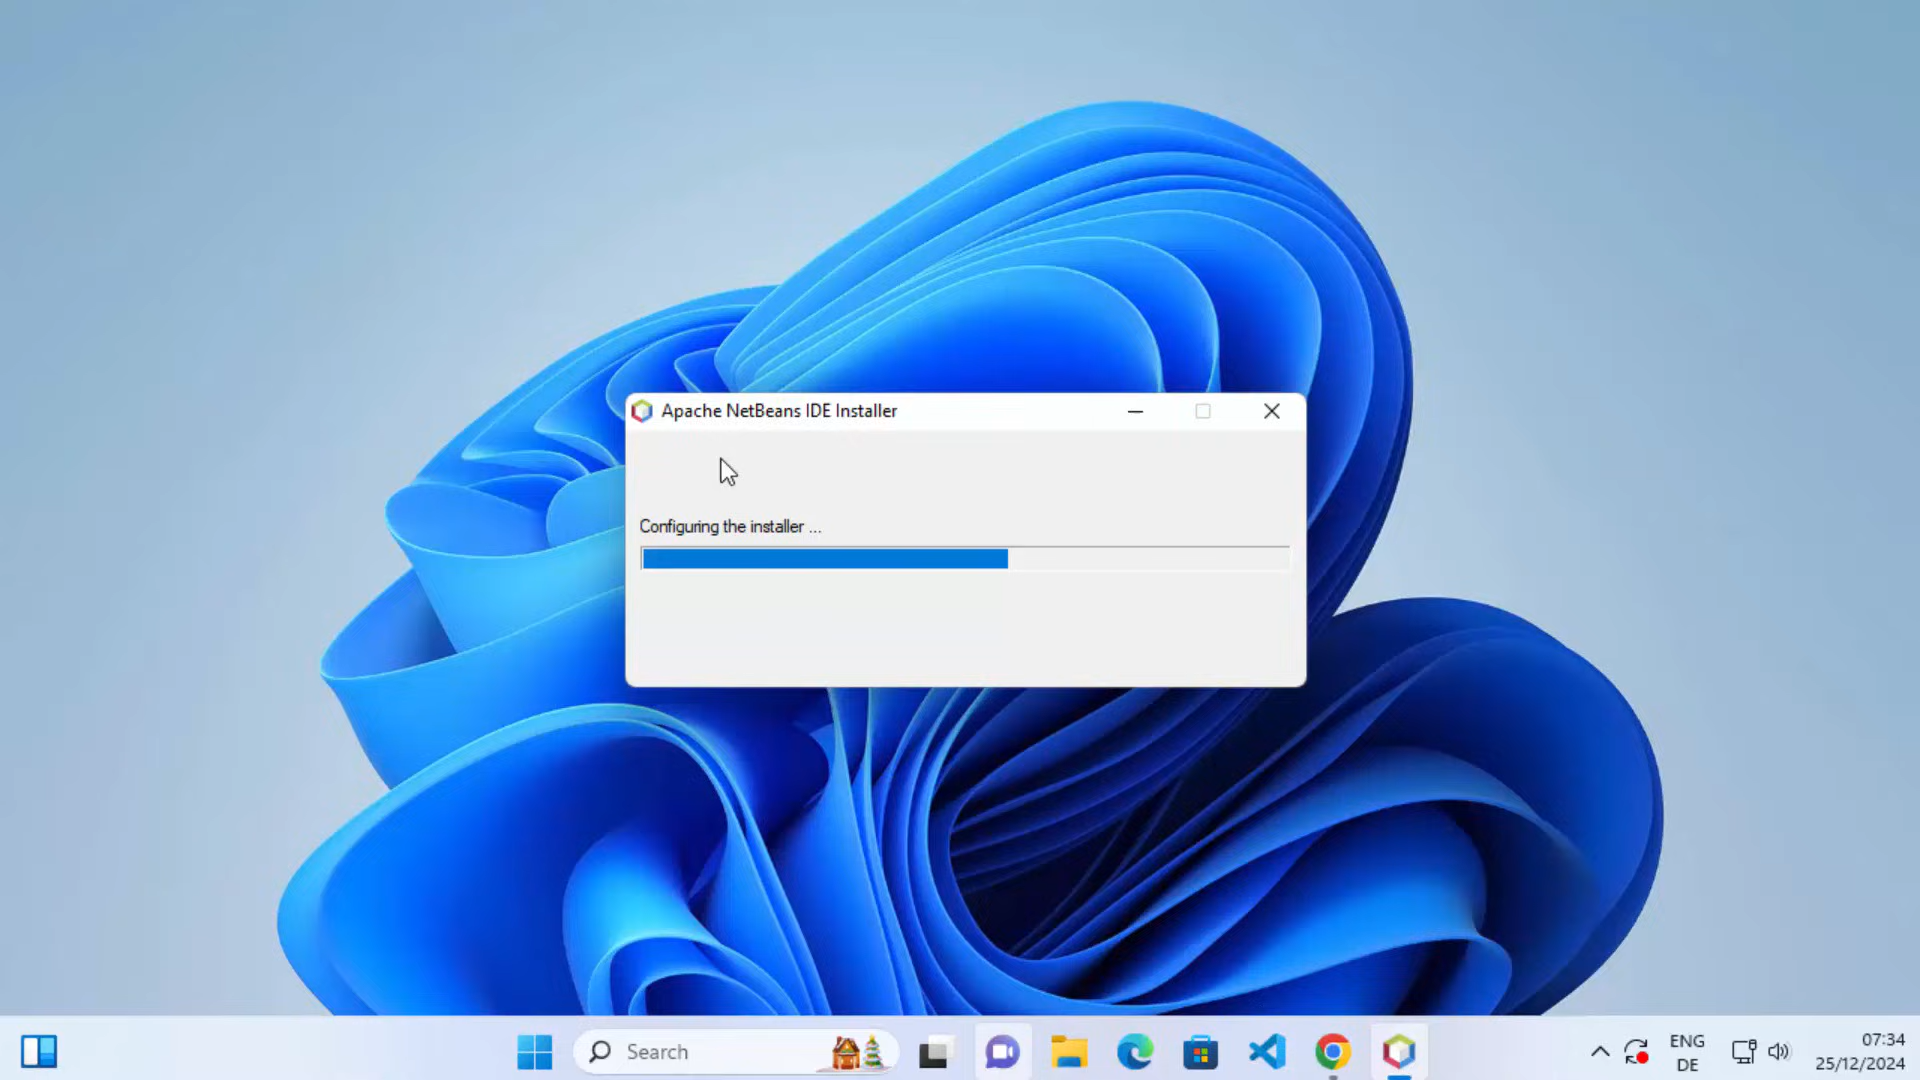 Apache NetBeans IDE Installer
Configuring the installer ...
Search
ENG
DE
07:34
25/12/2024